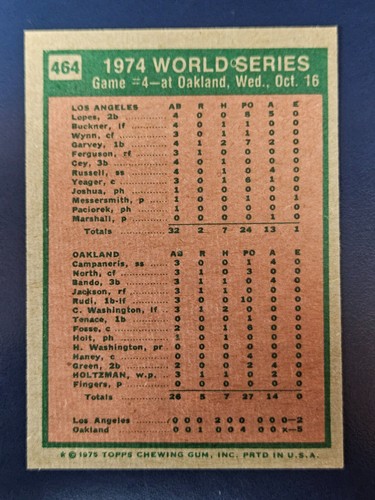 464
1974 WORLD SERIES
Game #4—at Oakland, Wed., Oct. 16
LOS ANGELES AB R H PO A E
Lopes, 2b 4 0 0 8 5 0
Buckner, lf 4 0 1 1 0 0
Wynn, cf 3 0 1 1 0 0
Garvey, 1b 4 1 2 7 2 0
Ferguson, rf 3 1 0 0 0 0
Cey, 3b 4 0 1 0 0 0
Russell, ss 4 0 1 0 4 0
Yeager, c 3 0 1 6 1 0
Joshua, ph 1 0 0 0 0 0
Messersmith, p 1 0 0 1 0 1
Paciorek, ph 1 0 0 0 0 0
Marshall, p 0 0 0 0 1 0
Totals 32 2 7 24 13 1
OAKLAND AB R H PO A E
Campaneris, ss 3 0 0 1 4 0
North, cf 3 1 0 3 0 0
Bando, 3b 3 1 1 0 4 0
Jackson, rf 3 1 0 0 0 0
Rudi, 1b-lf 3 0 0 10 0 0
C. Washington, lf 3 1 2 0 0 0
Tenace, 1b 0 0 0 0 0 0
Fosse, c 2 0 1 6 0 0
Holt, ph 1 0 1 0 0 0
H. Washington, pr 0 0 0 0 0 0
Haney, c 0 0 0 4 0 0
Green, 2b 2 0 0 2 4 0
HOLTZMAN, w.p. 3 1 1 1 0 0
Fingers, p 0 0 0 0 0 0
Totals 26 5 7 27 14 0
Los Angeles 0 0 0 2 0 0 0 0 0—2
Oakland 0 0 1 0 0 4 0 0 x—5
® © 1975 TOPPS CHEWING GUM, INC. PRTD IN U.S.A.